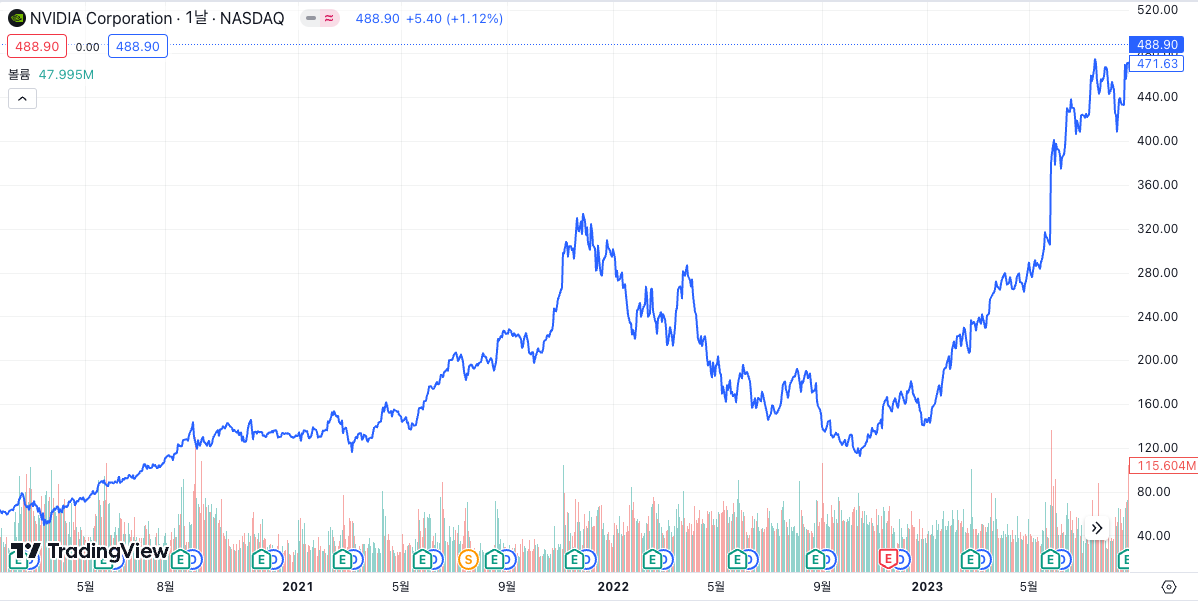 NVIDIA Corporation · 1날 · NASDAQ 488.90 +5.40 (+1.12%)
488.90 0.00 488.90
볼륨 47.995M
520.00
488.90
471.63
440.00
400.00
360.00
320.00
280.00
240.00
200.00
160.00
120.00
115.604M
80.00
40.00
E D E D E D E D E D E D S E D E D E D E D E D E D E D E D E
TradingView
5월 8월 2021 5월 9월 2022 5월 9월 2023 5월